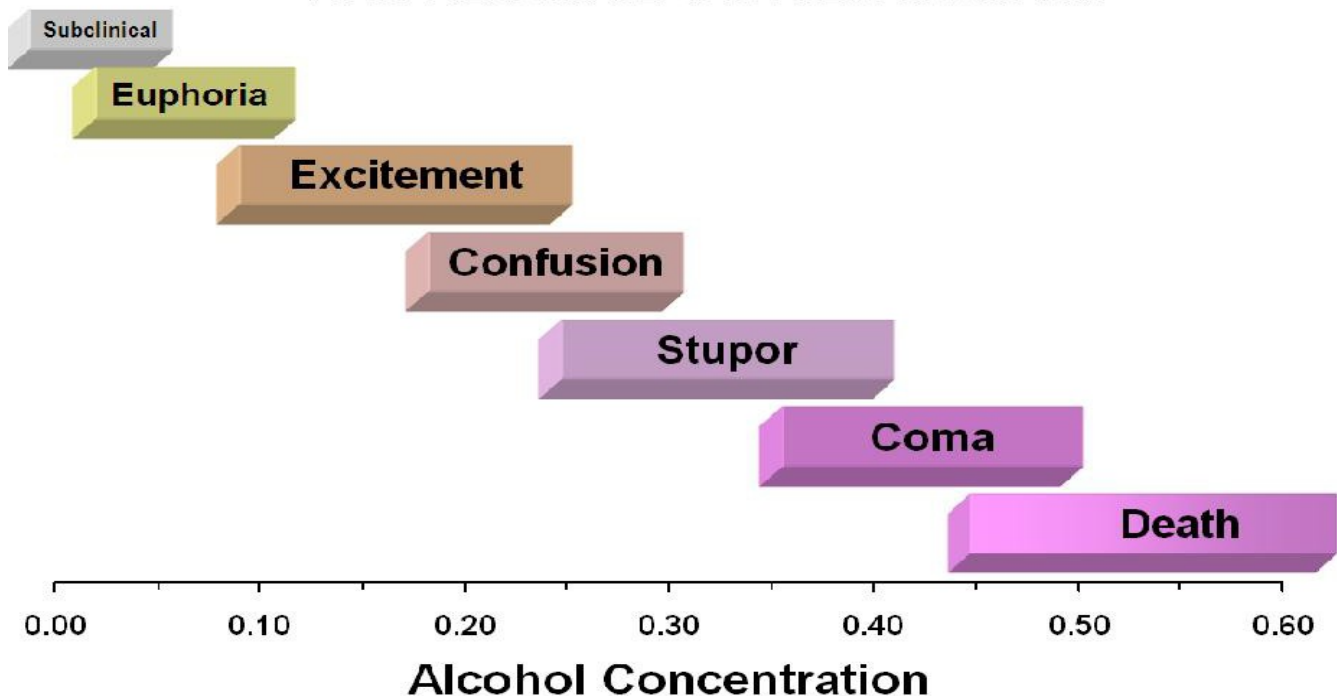 Subclinical
Euphoria
Excitement
Confusion
Stupor
Coma
Death
0.00 0.10 0.20 0.30 0.40 0.50 0.60
Alcohol Concentration